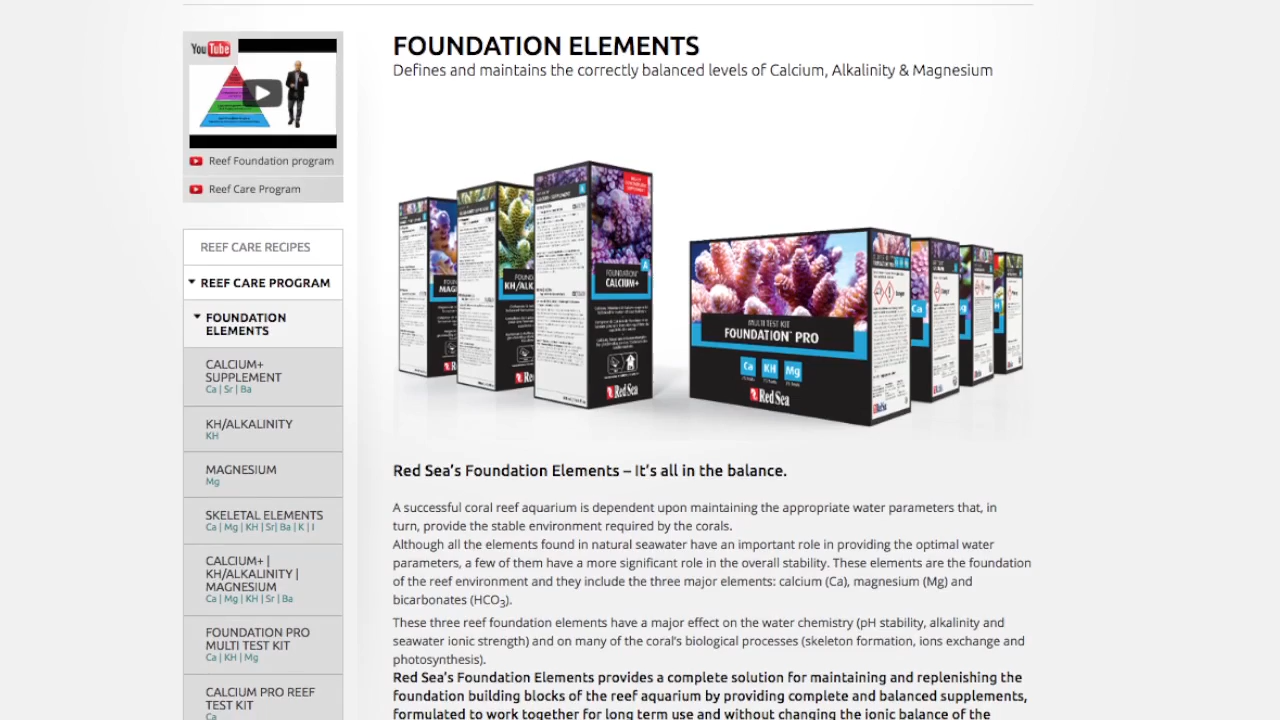 You Tube
Reef Foundation program
Reef Care Program
REEF CARE RECIPES
REEF CARE PROGRAM
FOUNDATION
ELEMENTS
CALCIUM+
SUPPLEMENT
Ca | Sr | Ba
KH/ALKALINITY
KH
MAGNESIUM
Mg
SKELETAL ELEMENTS
Ca | Mg | KH | Sr| Ba | K | I
CALCIUM+ |
KH/ALKALINITY |
MAGNESIUM
Ca | Mg | KH | Sr | Ba
FOUNDATION PRO
MULTI TEST KIT
Ca | KH | Mg
CALCIUM PRO REEF
TEST KIT
Ca
FOUNDATION ELEMENTS
Defines and maintains the correctly balanced levels of Calcium, Alkalinity & Magnesium
FOUNDATION
MAG
FOUND
KH/ALK
FOUNDATION™
CALCIUM+
Red Sea
MULTI TEST KIT
FOUNDATION™ PRO
Ca KH Mg
Red Sea
Ca
Red Sea's Foundation Elements – It's all in the balance.
A successful coral reef aquarium is dependent upon maintaining the appropriate water parameters that, in
turn, provide the stable environment required by the corals.
Although all the elements found in natural seawater have an important role in providing the optimal water
parameters, a few of them have a more significant role in the overall stability. These elements are the foundation
of the reef environment and they include the three major elements: calcium (Ca), magnesium (Mg) and
bicarbonates (HCO₃).
These three reef foundation elements have a major effect on the water chemistry (pH stability, alkalinity and
seawater ionic strength) and on many of the coral's biological processes (skeleton formation, ions exchange and
photosynthesis).
Red Sea's Foundation Elements provides a complete solution for maintaining and replenishing the
foundation building blocks of the reef aquarium by providing complete and balanced supplements,
formulated to work together for long term use and without changing the ionic balance of the